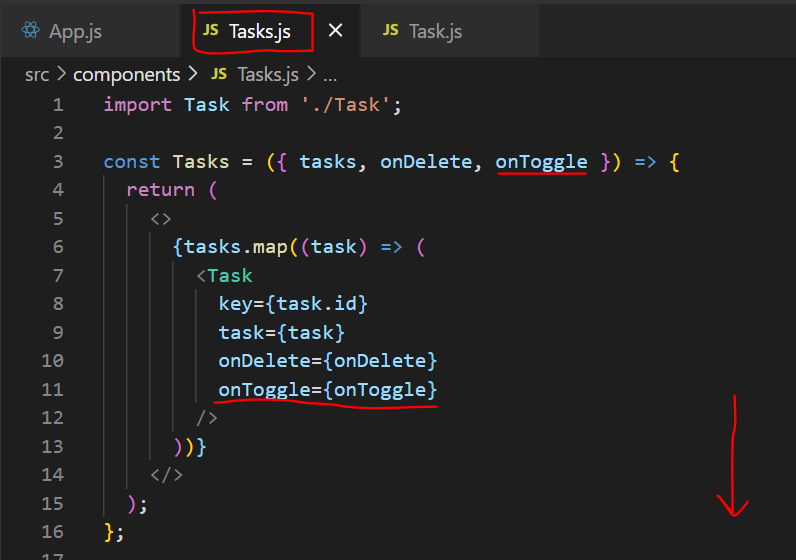 App.js JS Tasks.js × JS Task.js
src > components > JS Tasks.js > ...
1 import Task from './Task';
2
3 const Tasks = ({ tasks, onDelete, onToggle }) => {
4 return (
5 <>
6 {tasks.map((task) => (
7 <Task
8 key={task.id}
9 task={task}
10 onDelete={onDelete}
11 onToggle={onToggle}
12 />
13 ))}
14 </>
15 );
16 };
17